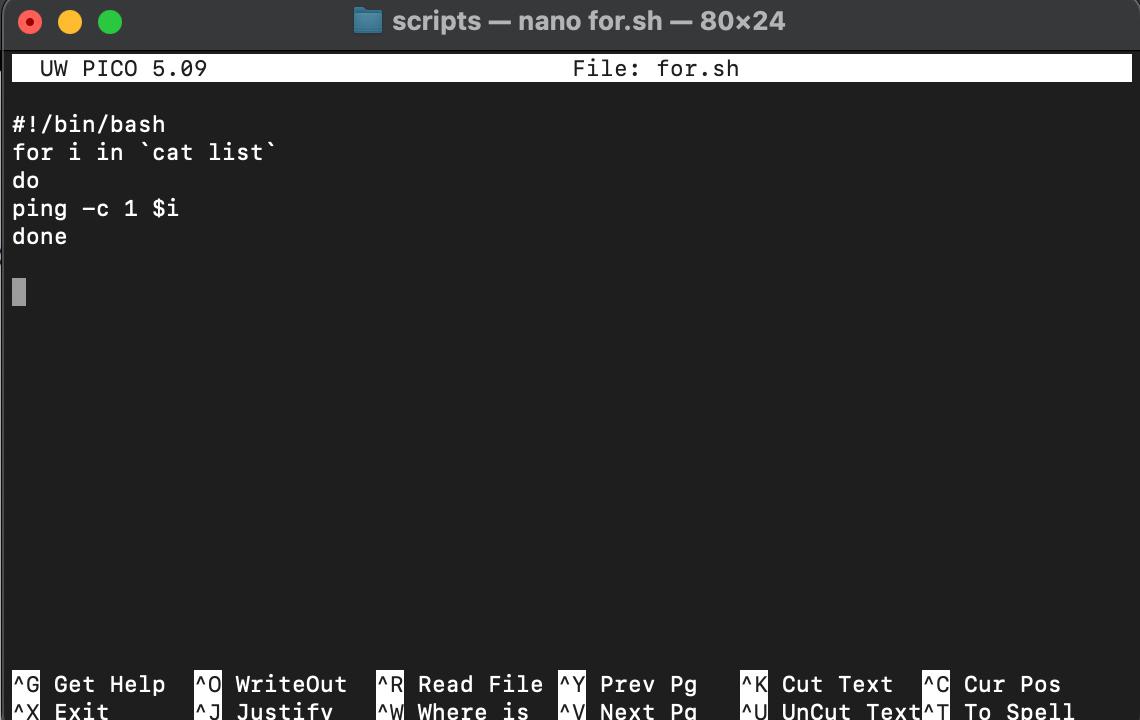 scripts — nano for.sh — 80×24
UW PICO 5.09 File: for.sh
#!/bin/bash
for i in `cat list`
do
ping -c 1 $i
done
^G Get Help ^O WriteOut ^R Read File ^Y Prev Pg ^K Cut Text ^C Cur Pos
^X Exit ^J Justify ^W Where is ^V Next Pg ^U UnCut Text ^T To Spell